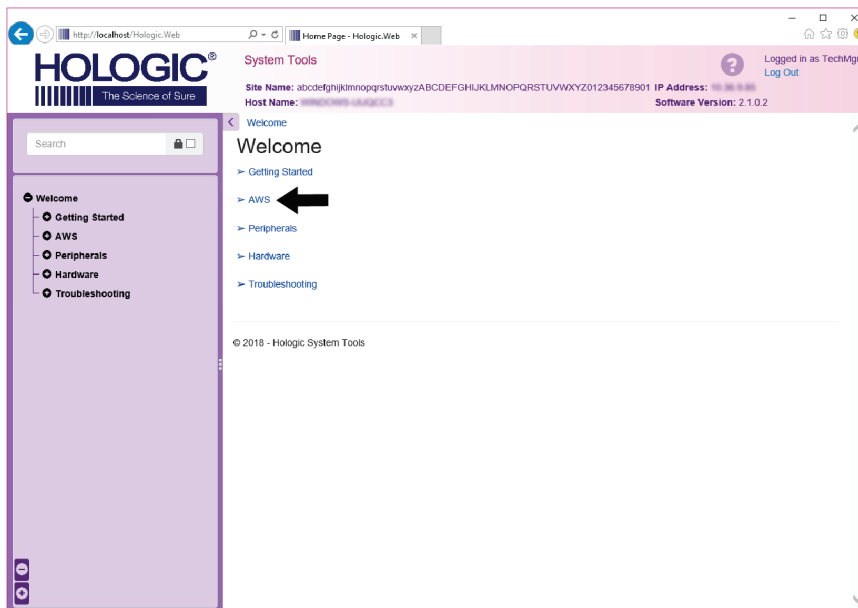 http://localhost/Hologic.Web
Home Page - Hologic.Web
HOLOGIC®
The Science of Sure
System Tools
Logged in as TechMgr
Log Out
Site Name: abcdefghijklmnopqrstuvwxyzABCDEFGHIJKLMNOPQRSTUVWXYZ012345678901 IP Address:
Host Name:
Software Version: 2.1.0.2
Search
Welcome
Getting Started
AWS
Peripherals
Hardware
Troubleshooting
Welcome
Welcome
➢ Getting Started
➢ AWS
➢ Peripherals
➢ Hardware
➢ Troubleshooting
© 2018 - Hologic System Tools